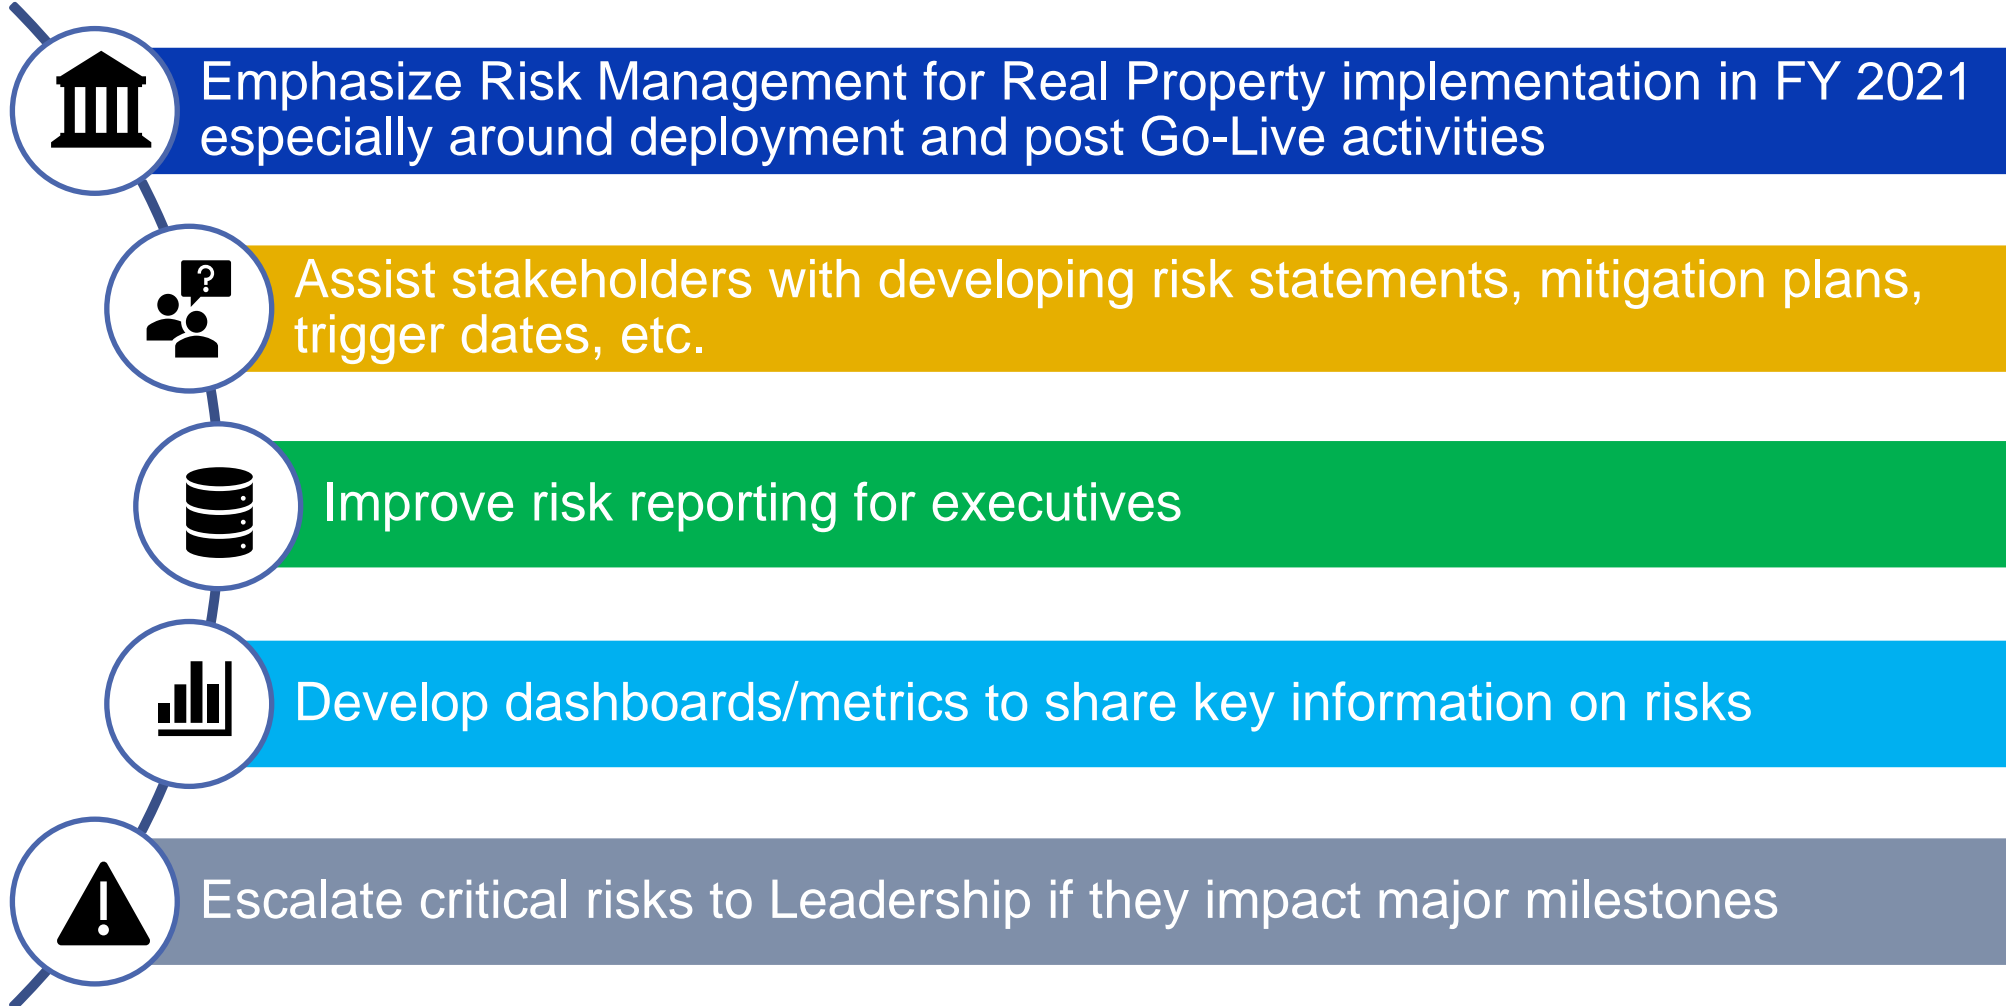 Emphasize Risk Management for Real Property implementation in FY 2021
especially around deployment and post Go-Live activities
?
Assist stakeholders with developing risk statements, mitigation plans,
trigger dates, etc.
Improve risk reporting for executives
Develop dashboards/metrics to share key information on risks
Escalate critical risks to Leadership if they impact major milestones